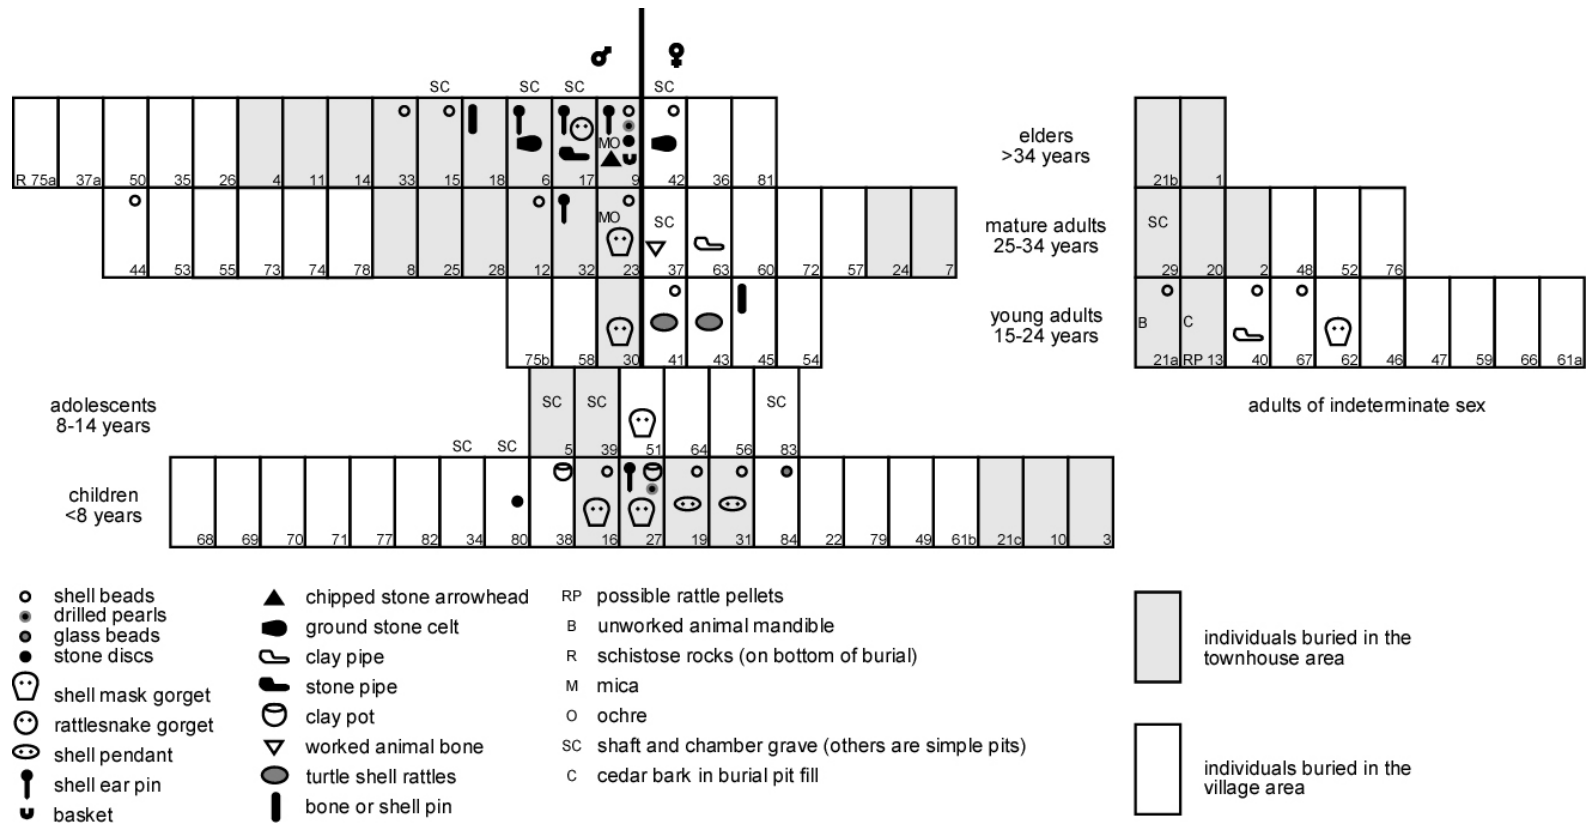 ♂ ♀
SC SC SC SC
MO
R 75a 37a 50 35 26 4 11 14 33 15 18 6 17 9 42 36 81
elders
>34 years
21b 1
MO SC
44 53 55 73 74 78 8 25 28 12 32 23 37 63 60 72 57 24 7
mature adults
25-34 years
SC
29 20 2 48 52 76
75b 58 30 41 43 45 54
young adults
15-24 years
B C
21a RP 13 40 67 62 46 47 59 66 61a
adolescents
8-14 years
SC SC SC
5 39 51 64 56 83
adults of indeterminate sex
SC SC
children
<8 years
68 69 70 71 77 82 34 80 38 16 27 19 31 84 22 79 49 61b 21c 10 3
shell beads
drilled pearls
glass beads
stone discs
shell mask gorget
rattlesnake gorget
shell pendant
shell ear pin
basket
chipped stone arrowhead
ground stone celt
clay pipe
stone pipe
clay pot
worked animal bone
turtle shell rattles
bone or shell pin
RP possible rattle pellets
B unworked animal mandible
R schistose rocks (on bottom of burial)
M mica
O ochre
SC shaft and chamber grave (others are simple pits)
C cedar bark in burial pit fill
individuals buried in the
townhouse area
individuals buried in the
village area